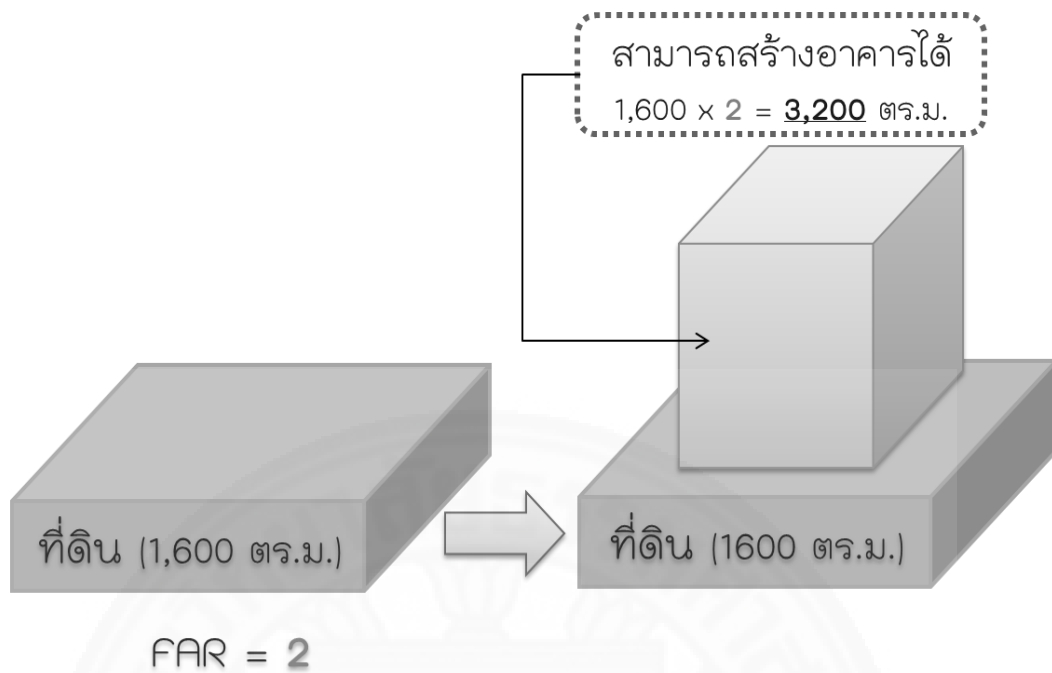 สามารถสร้างอาคารได้
1,600 x 2 = 3,200 ตร.ม.
ที่ดิน (1,600 ตร.ม.)
ที่ดิน (1600 ตร.ม.)
FAR = 2